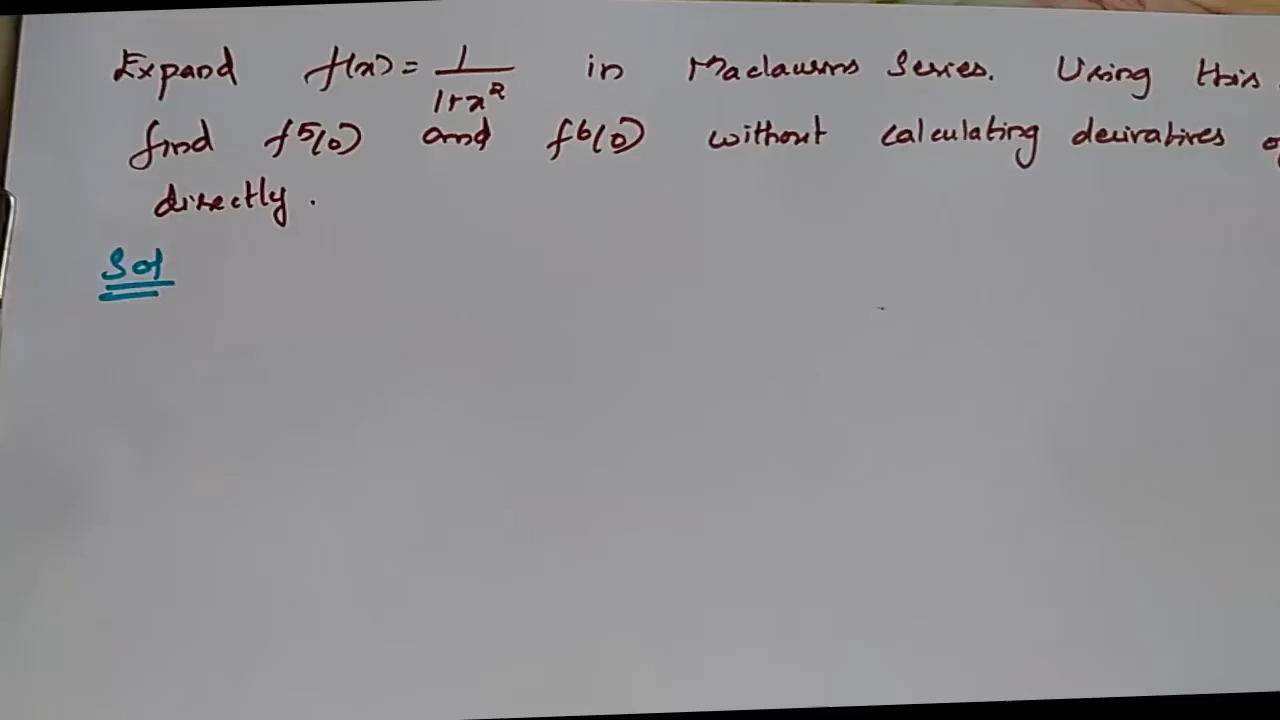 Expand f(x) = 1/1+x² in Maclaurins Series. Using this
find f⁵(0) and f⁶(0) without calculating derivatives
directly.
Sol